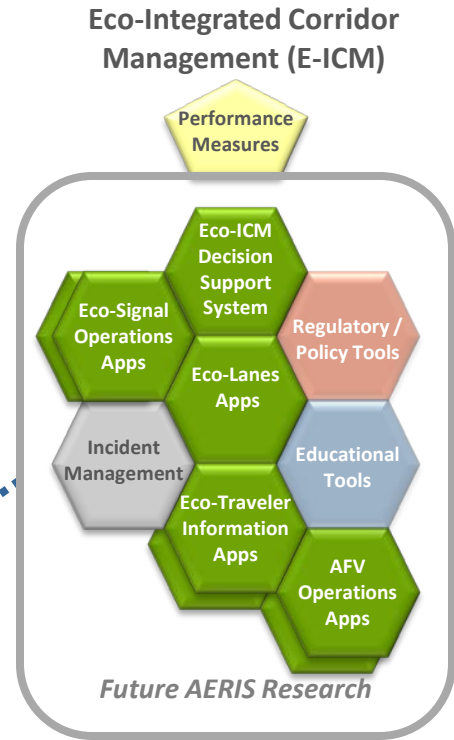 Eco-Integrated Corridor
Management (E-ICM)
Performance
Measures
Eco-ICM
Decision
Support
System
Eco-Signal
Operations
Apps
Regulatory /
Policy Tools
Eco-Lanes
Apps
Incident
Management
Educational
Tools
Eco-Traveler
Information
Apps
AFV
Operations
Apps
Future AERIS Research